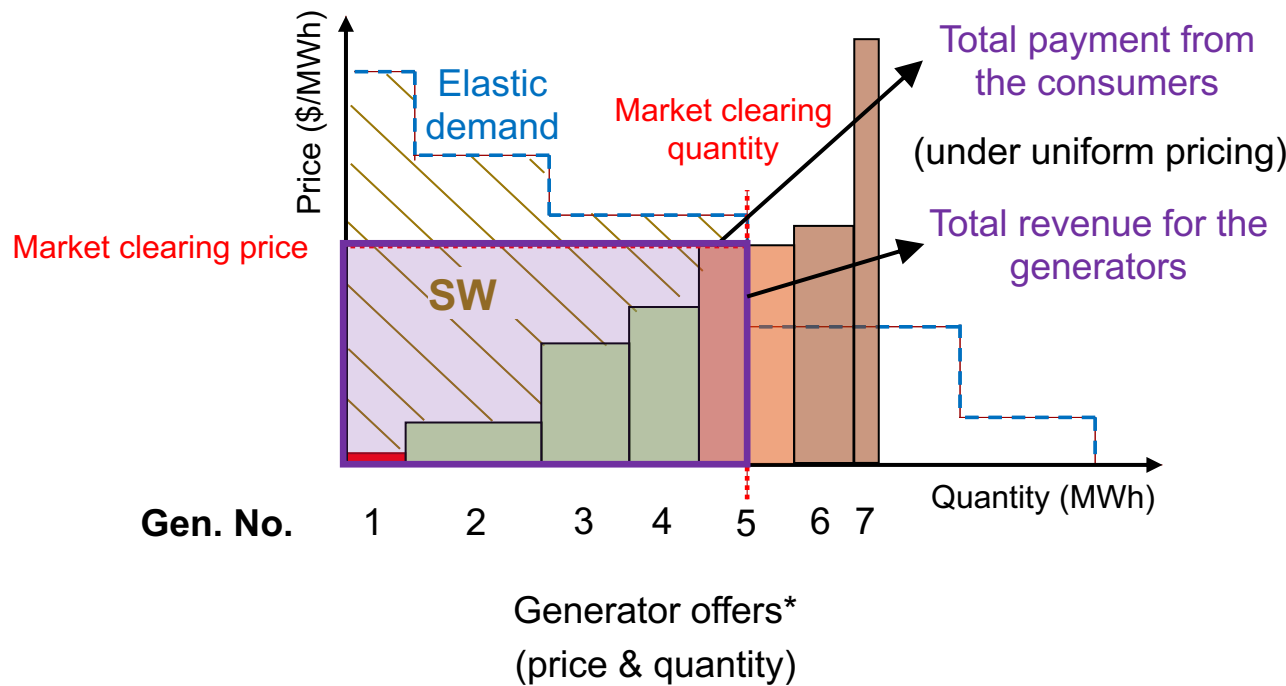 Price ($/MWh)
Elastic
demand
Market clearing
quantity
Total payment from
the consumers
(under uniform pricing)
Total revenue for the
generators
Market clearing price
SW
Quantity (MWh)
Gen. No. 1 2 3 4 5 6 7
Generator offers*
(price & quantity)